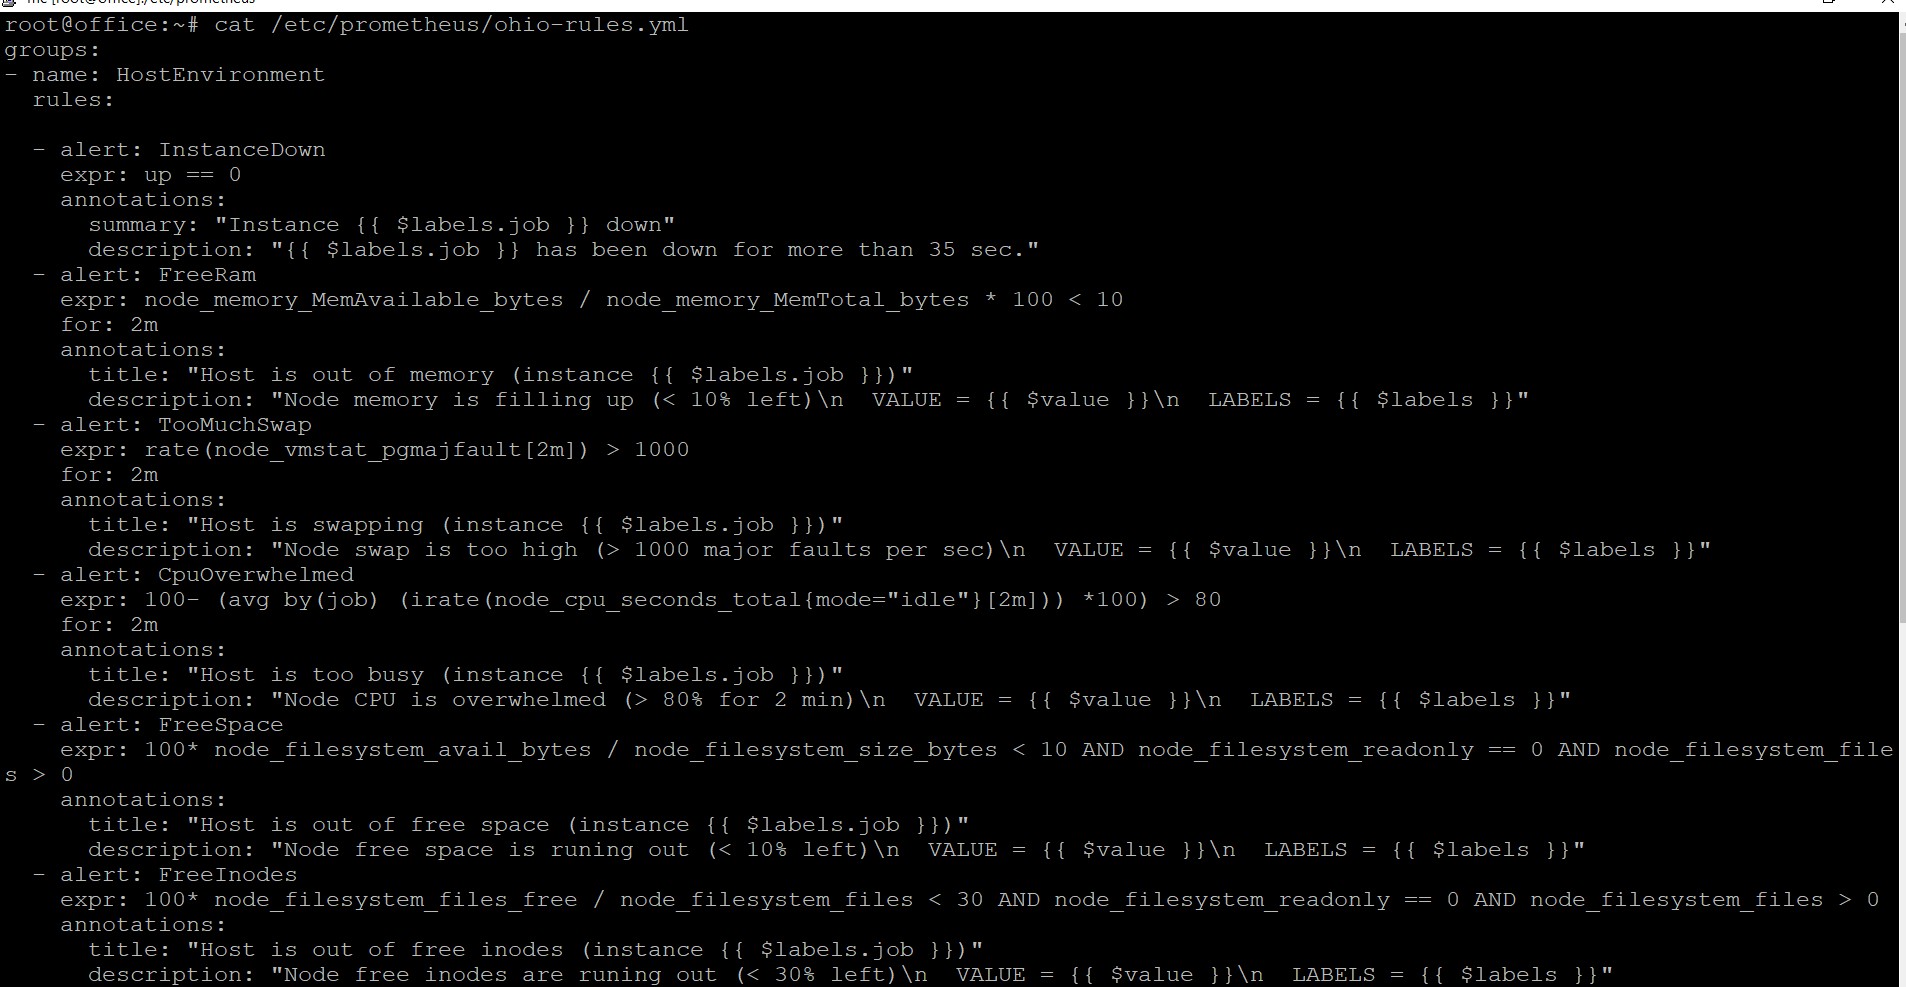 root@office:~# cat /etc/prometheus/ohio-rules.yml
groups:
- name: HostEnvironment
  rules:

  - alert: InstanceDown
    expr: up == 0
    annotations:
      summary: "Instance {{ $labels.job }} down"
      description: "{{ $labels.job }} has been down for more than 35 sec."
  - alert: FreeRam
    expr: node_memory_MemAvailable_bytes / node_memory_MemTotal_bytes * 100 < 10
    for: 2m
    annotations:
      title: "Host is out of memory (instance {{ $labels.job }})"
      description: "Node memory is filling up (< 10% left)\n  VALUE = {{ $value }}\n  LABELS = {{ $labels }}"
  - alert: TooMuchSwap
    expr: rate(node_vmstat_pgmajfault[2m]) > 1000
    for: 2m
    annotations:
      title: "Host is swapping (instance {{ $labels.job }})"
      description: "Node swap is too high (> 1000 major faults per sec)\n  VALUE = {{ $value }}\n  LABELS = {{ $labels }}"
  - alert: CpuOverwhelmed
    expr: 100- (avg by(job) (irate(node_cpu_seconds_total{mode="idle"}[2m])) *100) > 80
    for: 2m
    annotations:
      title: "Host is too busy (instance {{ $labels.job }})"
      description: "Node CPU is overwhelmed (> 80% for 2 min)\n  VALUE = {{ $value }}\n  LABELS = {{ $labels }}"
  - alert: FreeSpace
    expr: 100* node_filesystem_avail_bytes / node_filesystem_size_bytes < 10 AND node_filesystem_readonly == 0 AND node_filesystem_file
s > 0
    annotations:
      title: "Host is out of free space (instance {{ $labels.job }})"
      description: "Node free space is runing out (< 10% left)\n  VALUE = {{ $value }}\n  LABELS = {{ $labels }}"
  - alert: FreeInodes
    expr: 100* node_filesystem_files_free / node_filesystem_files < 30 AND node_filesystem_readonly == 0 AND node_filesystem_files > 0
    annotations:
      title: "Host is out of free inodes (instance {{ $labels.job }})"
      description: "Node free inodes are runing out (< 30% left)\n  VALUE = {{ $value }}\n  LABELS = {{ $labels }}"